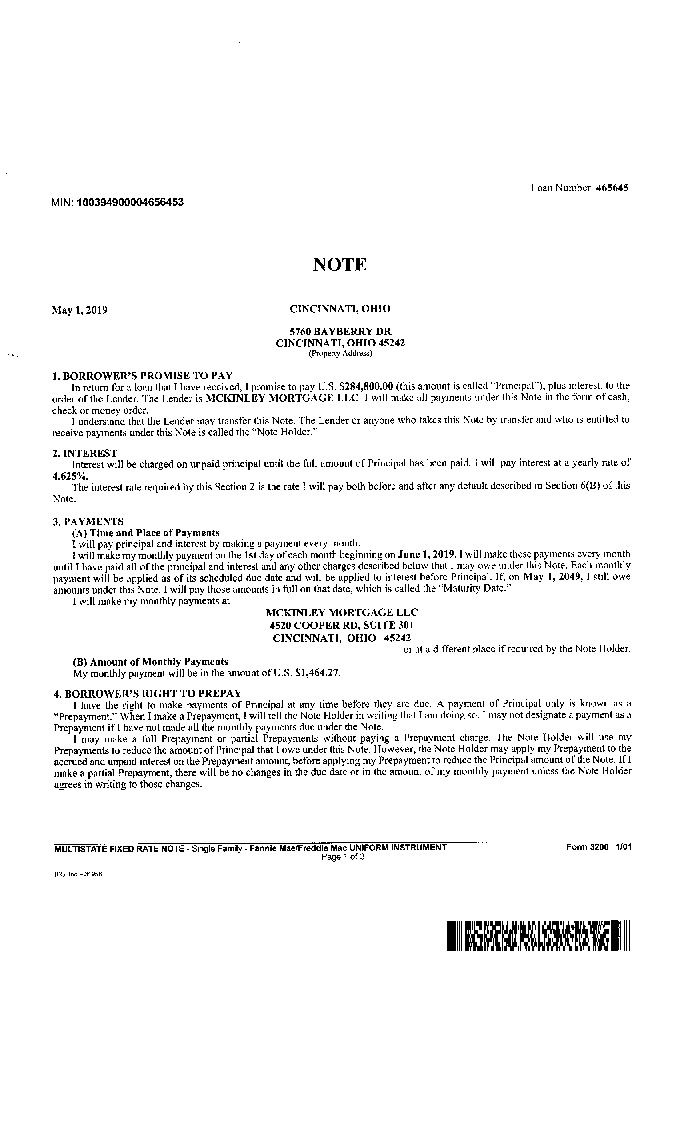 Loan Number 465645
MIN: 100394900004656453
NOTE
May 1, 2019
CINCINNATI, OHIO
5760 BAYBERRY DR
CINCINNATI, OHIO 45242
(Property Address)
1. BORROWER'S PROMISE TO PAY
In return for a loan that I have received, I promise to pay U.S. $284,800.00 (this amount is called "Principal"), plus interest, to the
order of the Lender. The Lender is MCKINLEY MORTGAGE LLC. I will make all payments under this Note in the form of cash,
check or money order.
I understand that the Lender may transfer this Note. The Lender or anyone who takes this Note by transfer and who is entitled to
receive payments under this Note is called the "Note Holder."
2. INTEREST
Interest will be charged on unpaid principal until the full amount of Principal has been paid. I will pay interest at a yearly rate of
4.625%.
The interest rate required by this Section 2 is the rate I will pay both before and after any default described in Section 6(B) of this
Note.
3. PAYMENTS
(A) Time and Place of Payments
I will pay principal and interest by making a payment every month.
I will make my monthly payment on the 1st day of each month beginning on June 1, 2019. I will make these payments every month
until I have paid all of the principal and interest and any other charges described below that I may owe under this Note. Each monthly
payment will be applied as of its scheduled due date and will be applied to interest before Principal. If, on May 1, 2049, I still owe
amounts under this Note, I will pay those amounts in full on that date, which is called the "Maturity Date."
I will make my monthly payments at
MCKINLEY MORTGAGE LLC
4520 COOPER RD, SUITE 301
CINCINNATI, OHIO 45242
or at a different place if required by the Note Holder.
(B) Amount of Monthly Payments
My monthly payment will be in the amount of U.S. $1,464.27.
4. BORROWER'S RIGHT TO PREPAY
I have the right to make payments of Principal at any time before they are due. A payment of Principal only is known as a
"Prepayment." When I make a Prepayment, I will tell the Note Holder in writing that I am doing so. I may not designate a payment as a
Prepayment if I have not made all the monthly payments due under the Note.
I may make a full Prepayment or partial Prepayments without paying a Prepayment charge. The Note Holder will use my
Prepayments to reduce the amount of Principal that I owe under this Note. However, the Note Holder may apply my Prepayment to the
accrued and unpaid interest on the Prepayment amount, before applying my Prepayment to reduce the Principal amount of the Note. If I
make a partial Prepayment, there will be no changes in the due date or in the amount of my monthly payment unless the Note Holder
agrees in writing to those changes.
MULTISTATE FIXED RATE NOTE - Single Family - Fannie Mae/Freddie Mac UNIFORM INSTRUMENT
Form 3200 1/01
Page 1 of 3